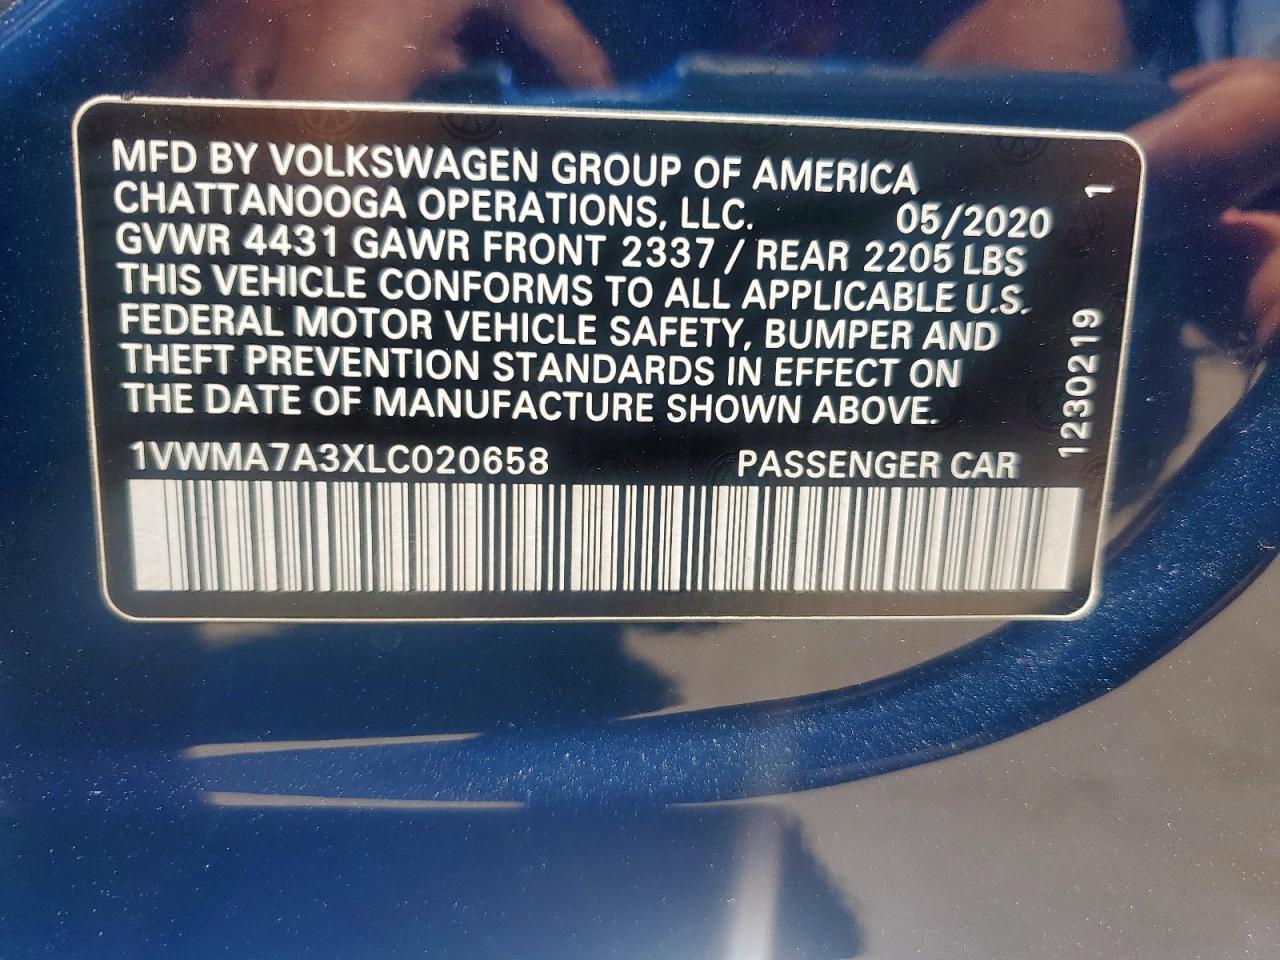 MFD BY VOLKSWAGEN GROUP OF AMERICA
CHATTANOOGA OPERATIONS, LLC. 05/2020
GVWR 4431 GAWR FRONT 2337 / REAR 2205 LBS
THIS VEHICLE CONFORMS TO ALL APPLICABLE U.S.
FEDERAL MOTOR VEHICLE SAFETY, BUMPER AND
THEFT PREVENTION STANDARDS IN EFFECT ON
THE DATE OF MANUFACTURE SHOWN ABOVE.
1VWMA7A3XLC020658 PASSENGER CAR
1230219 1